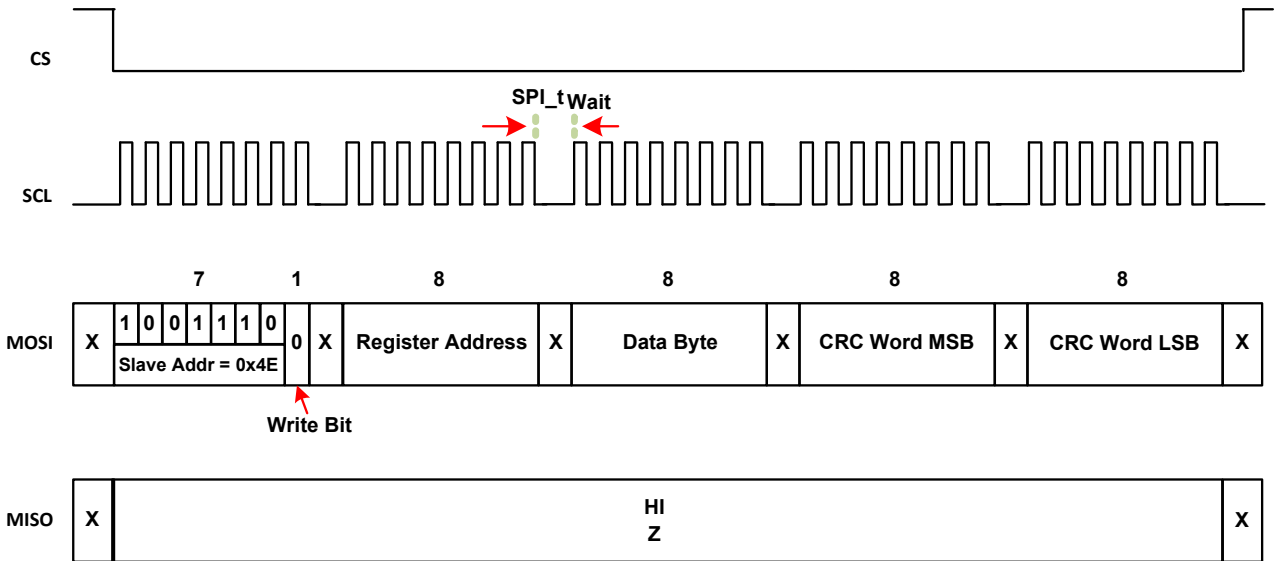 CS
SPI_t Wait
SCL
7 1 8 8 8 8
MOSI X 1 0 0 1 1 1 0 0 X Register Address X Data Byte X CRC Word MSB X CRC Word LSB X
Slave Addr = 0x4E
Write Bit
MISO X HI X
Z